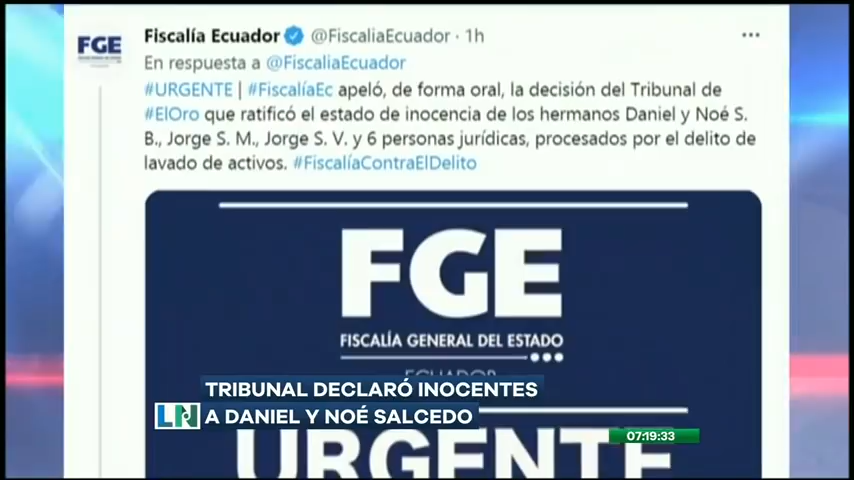 FGE
Fiscalía Ecuador @FiscaliaEcuador · 1h
En respuesta a @FiscaliaEcuador
#URGENTE | #FiscalíaEc apeló, de forma oral, la decisión del Tribunal de
#ElOro que ratificó el estado de inocencia de los hermanos Daniel y Noé S.
B., Jorge S. M., Jorge S. V. y 6 personas jurídicas, procesados por el delito de
lavado de activos. #FiscalíaContraElDelito
FGE
FISCALÍA GENERAL DEL ESTADO
ECUADOR
TRIBUNAL DECLARÓ INOCENTES
LN A DANIEL Y NOÉ SALCEDO
URGENTE
07:19:33